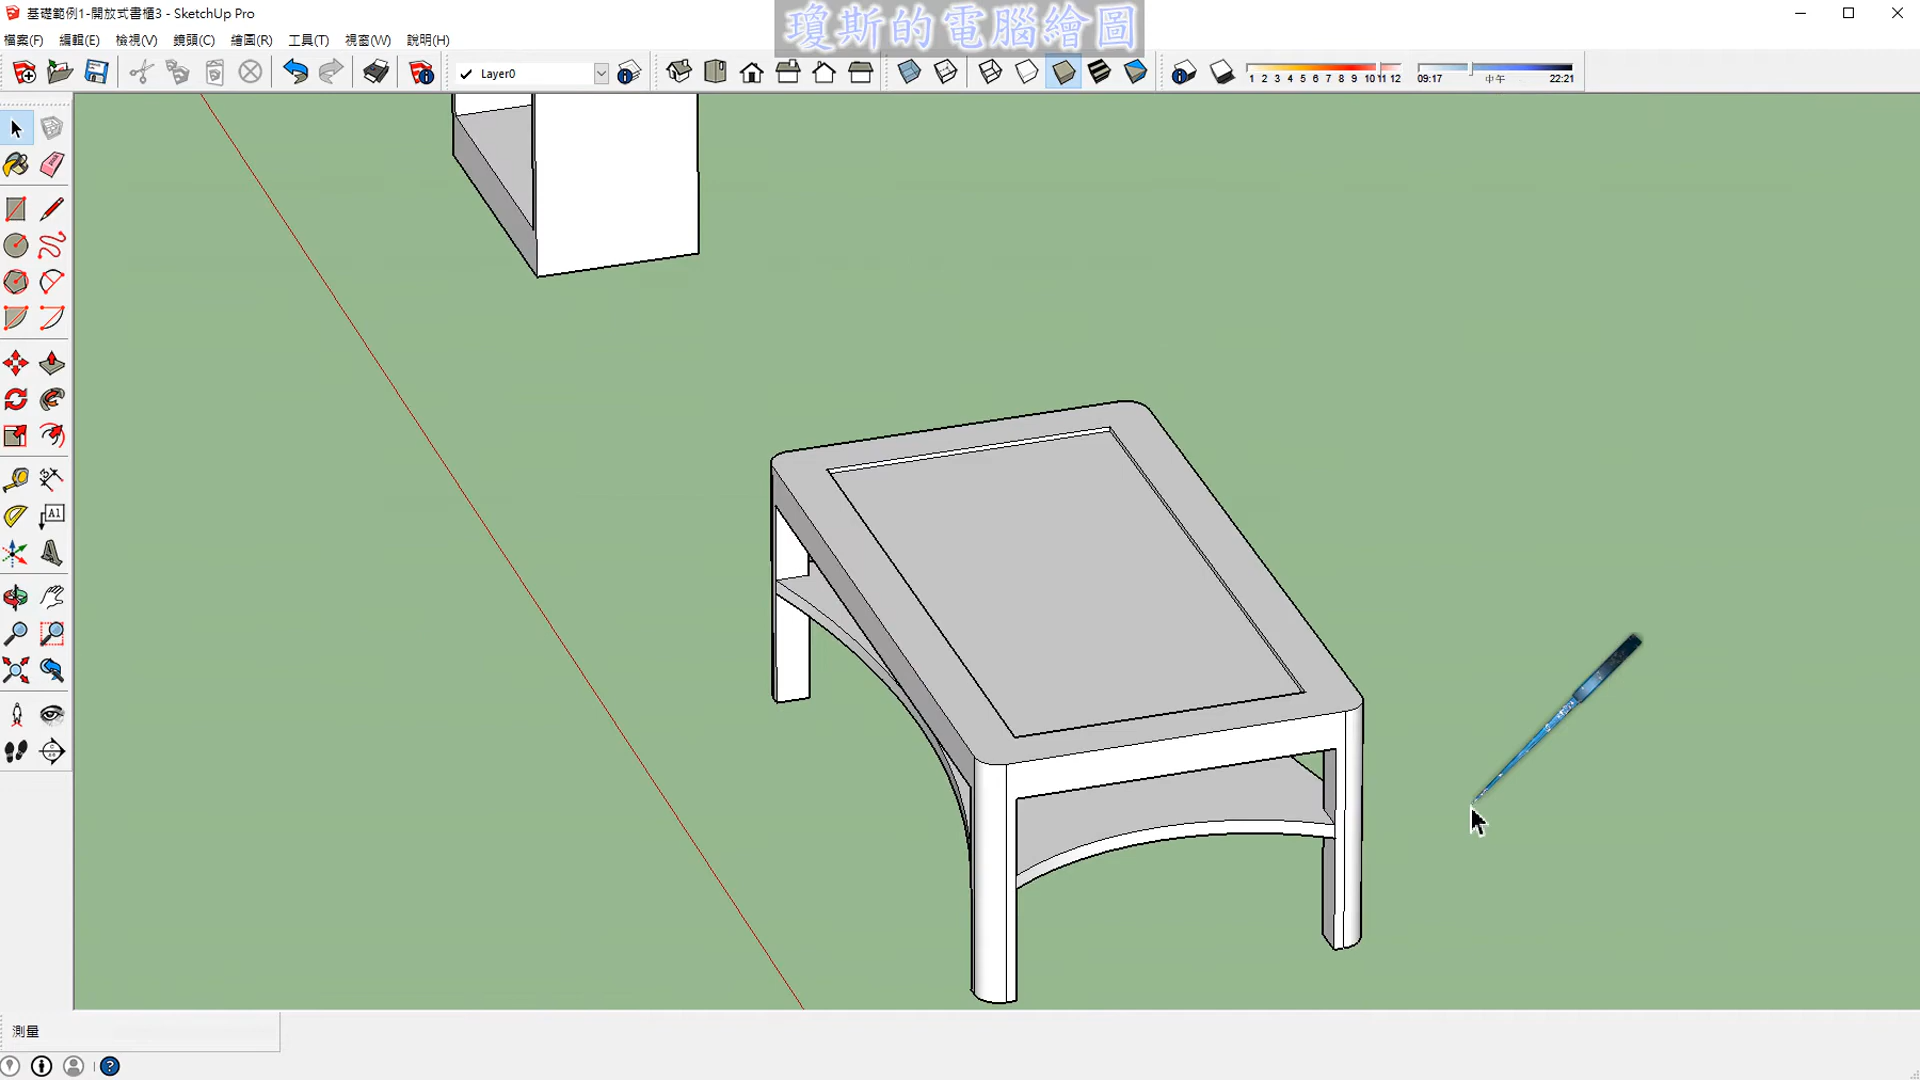 基礎範例1-開放式書櫃3 - SketchUp Pro
瓊斯的電腦繪圖
檔案(F) 編輯(E) 檢視(V) 鏡頭(C) 繪圖(R) 工具(T) 視窗(W) 說明(H)
Layer0
1 2 3 4 5 6 7 8 9 10 11 12
09:17 中午 22:21
A1
測量